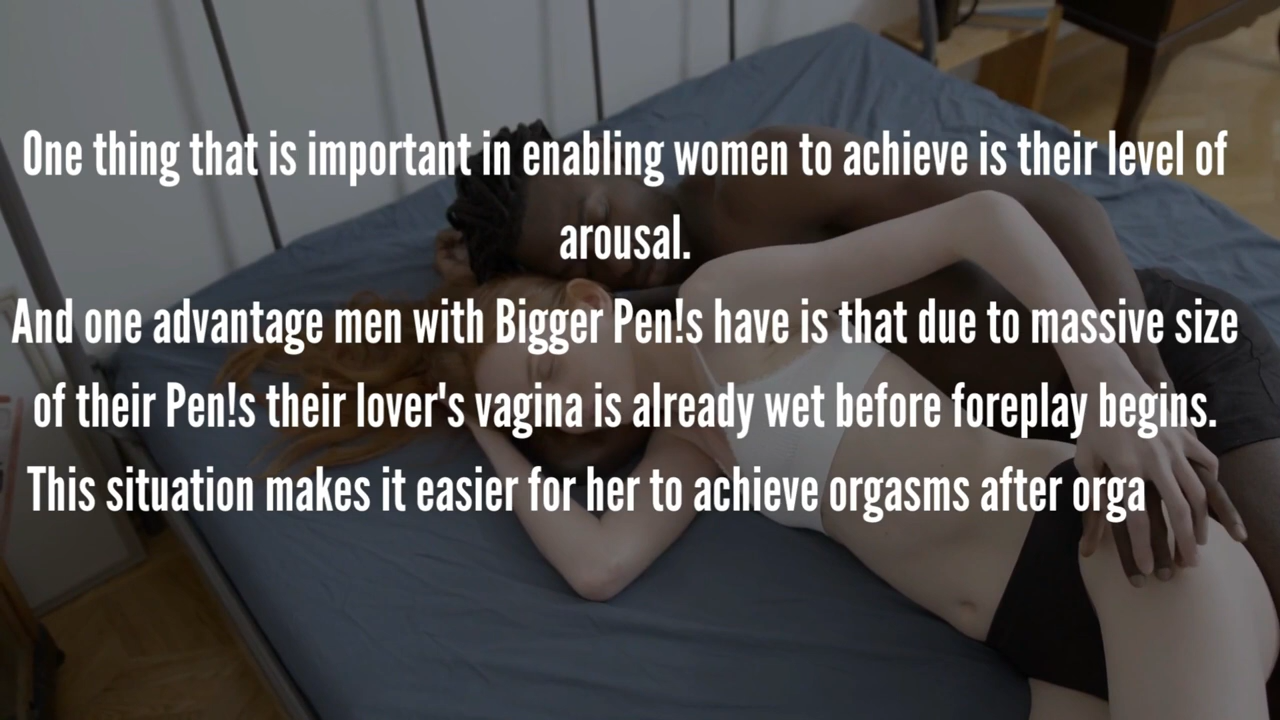 One thing that is important in enabling women to achieve is their level of
arousal.
And one advantage men with Bigger Pen!s have is that due to massive size
of their Pen!s their lover's vagina is already wet before foreplay begins.
This situation makes it easier for her to achieve orgasms after orga